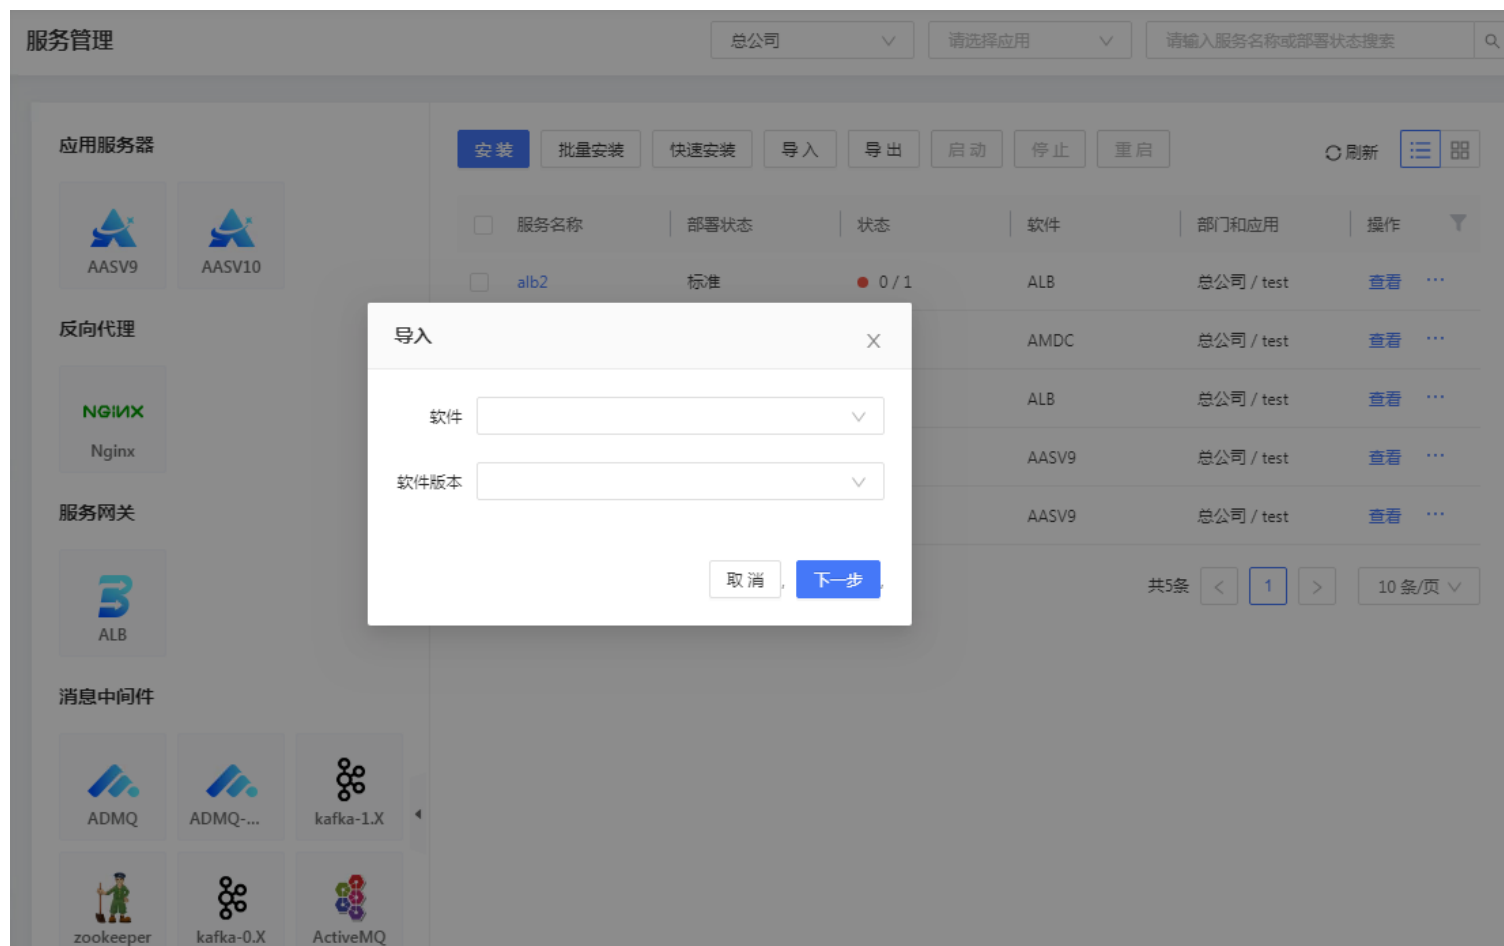 服务管理
总公司
请选择应用
请输入服务名称或部署状态搜索
应用服务器
AASV9
AASV10
反向代理
NGINX
Nginx
服务网关
ALB
消息中间件
ADMQ
ADMQ-...
kafka-1.X
zookeeper
kafka-0.X
ActiveMQ
安装 批量安装 快速安装 导入 导出 启动 停止 重启 刷新
服务名称 部署状态 状态 软件 部门和应用 操作
alb2 标准 0 / 1 ALB 总公司 / test 查看 ...
AMDC 总公司 / test 查看 ...
ALB 总公司 / test 查看 ...
AASV9 总公司 / test 查看 ...
AASV9 总公司 / test 查看 ...
共5条 < 1 > 10 条/页
导入 X
软件
软件版本
取消 , 下一步 ,